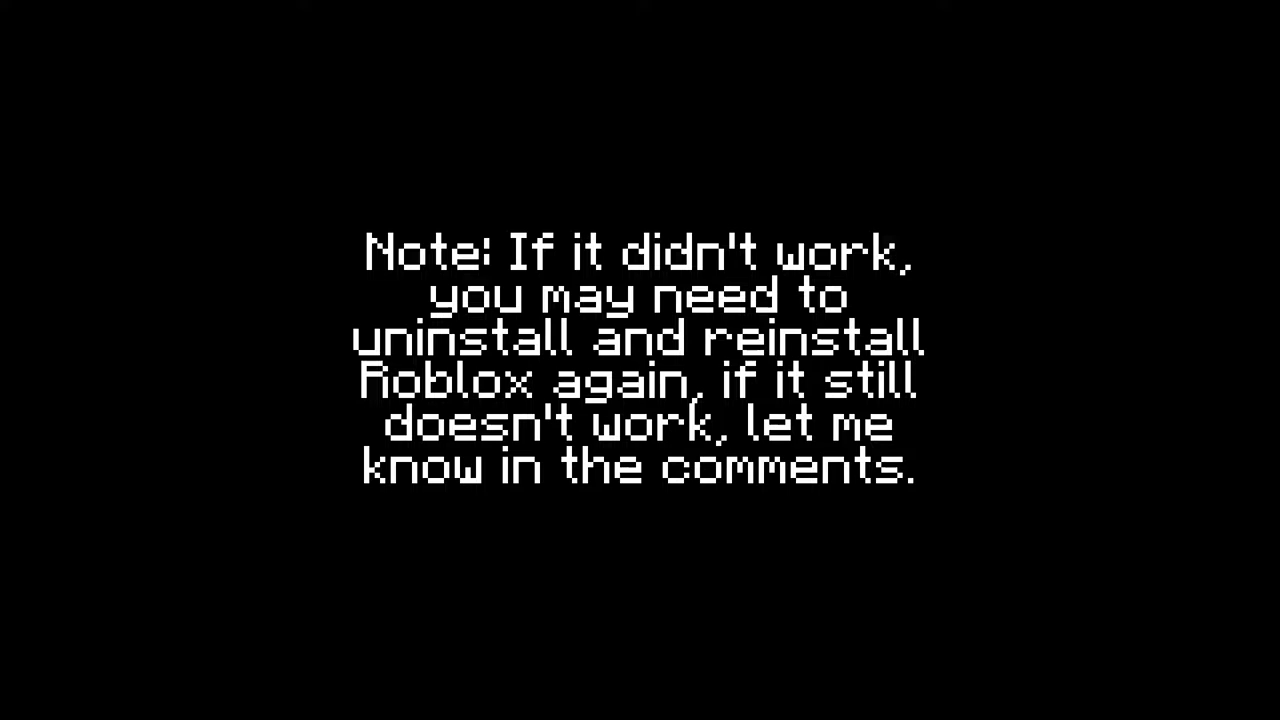 Note: If it didn't work,
you may need to
uninstall and reinstall
Roblox again, if it still
doesn't work, let me
know in the comments.